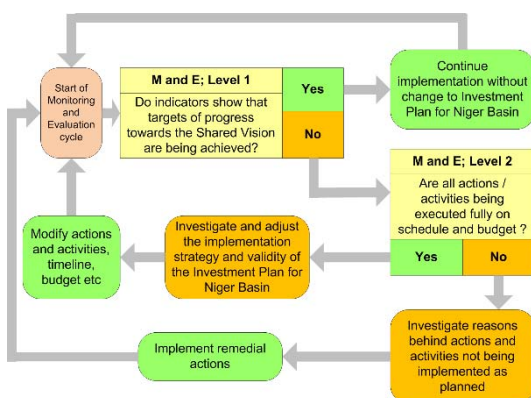 Start of
Monitoring
and
Evaluation
cycle
M and E; Level 1
Do indicators show that
targets of progress
towards the Shared Vision
are being achieved?
Yes
No
Continue
implementation without
change to Investment
Plan for Niger Basin
M and E; Level 2
Are all actions /
activities being
executed fully on
schedule and budget ?
Yes
No
Investigate and adjust
the implementation
strategy and validity of
the Investment Plan for
Niger Basin
Modify actions
and activities,
timeline,
budget etc
Investigate reasons
behind actions and
activities not being
implemented as
planned
Implement remedial
actions